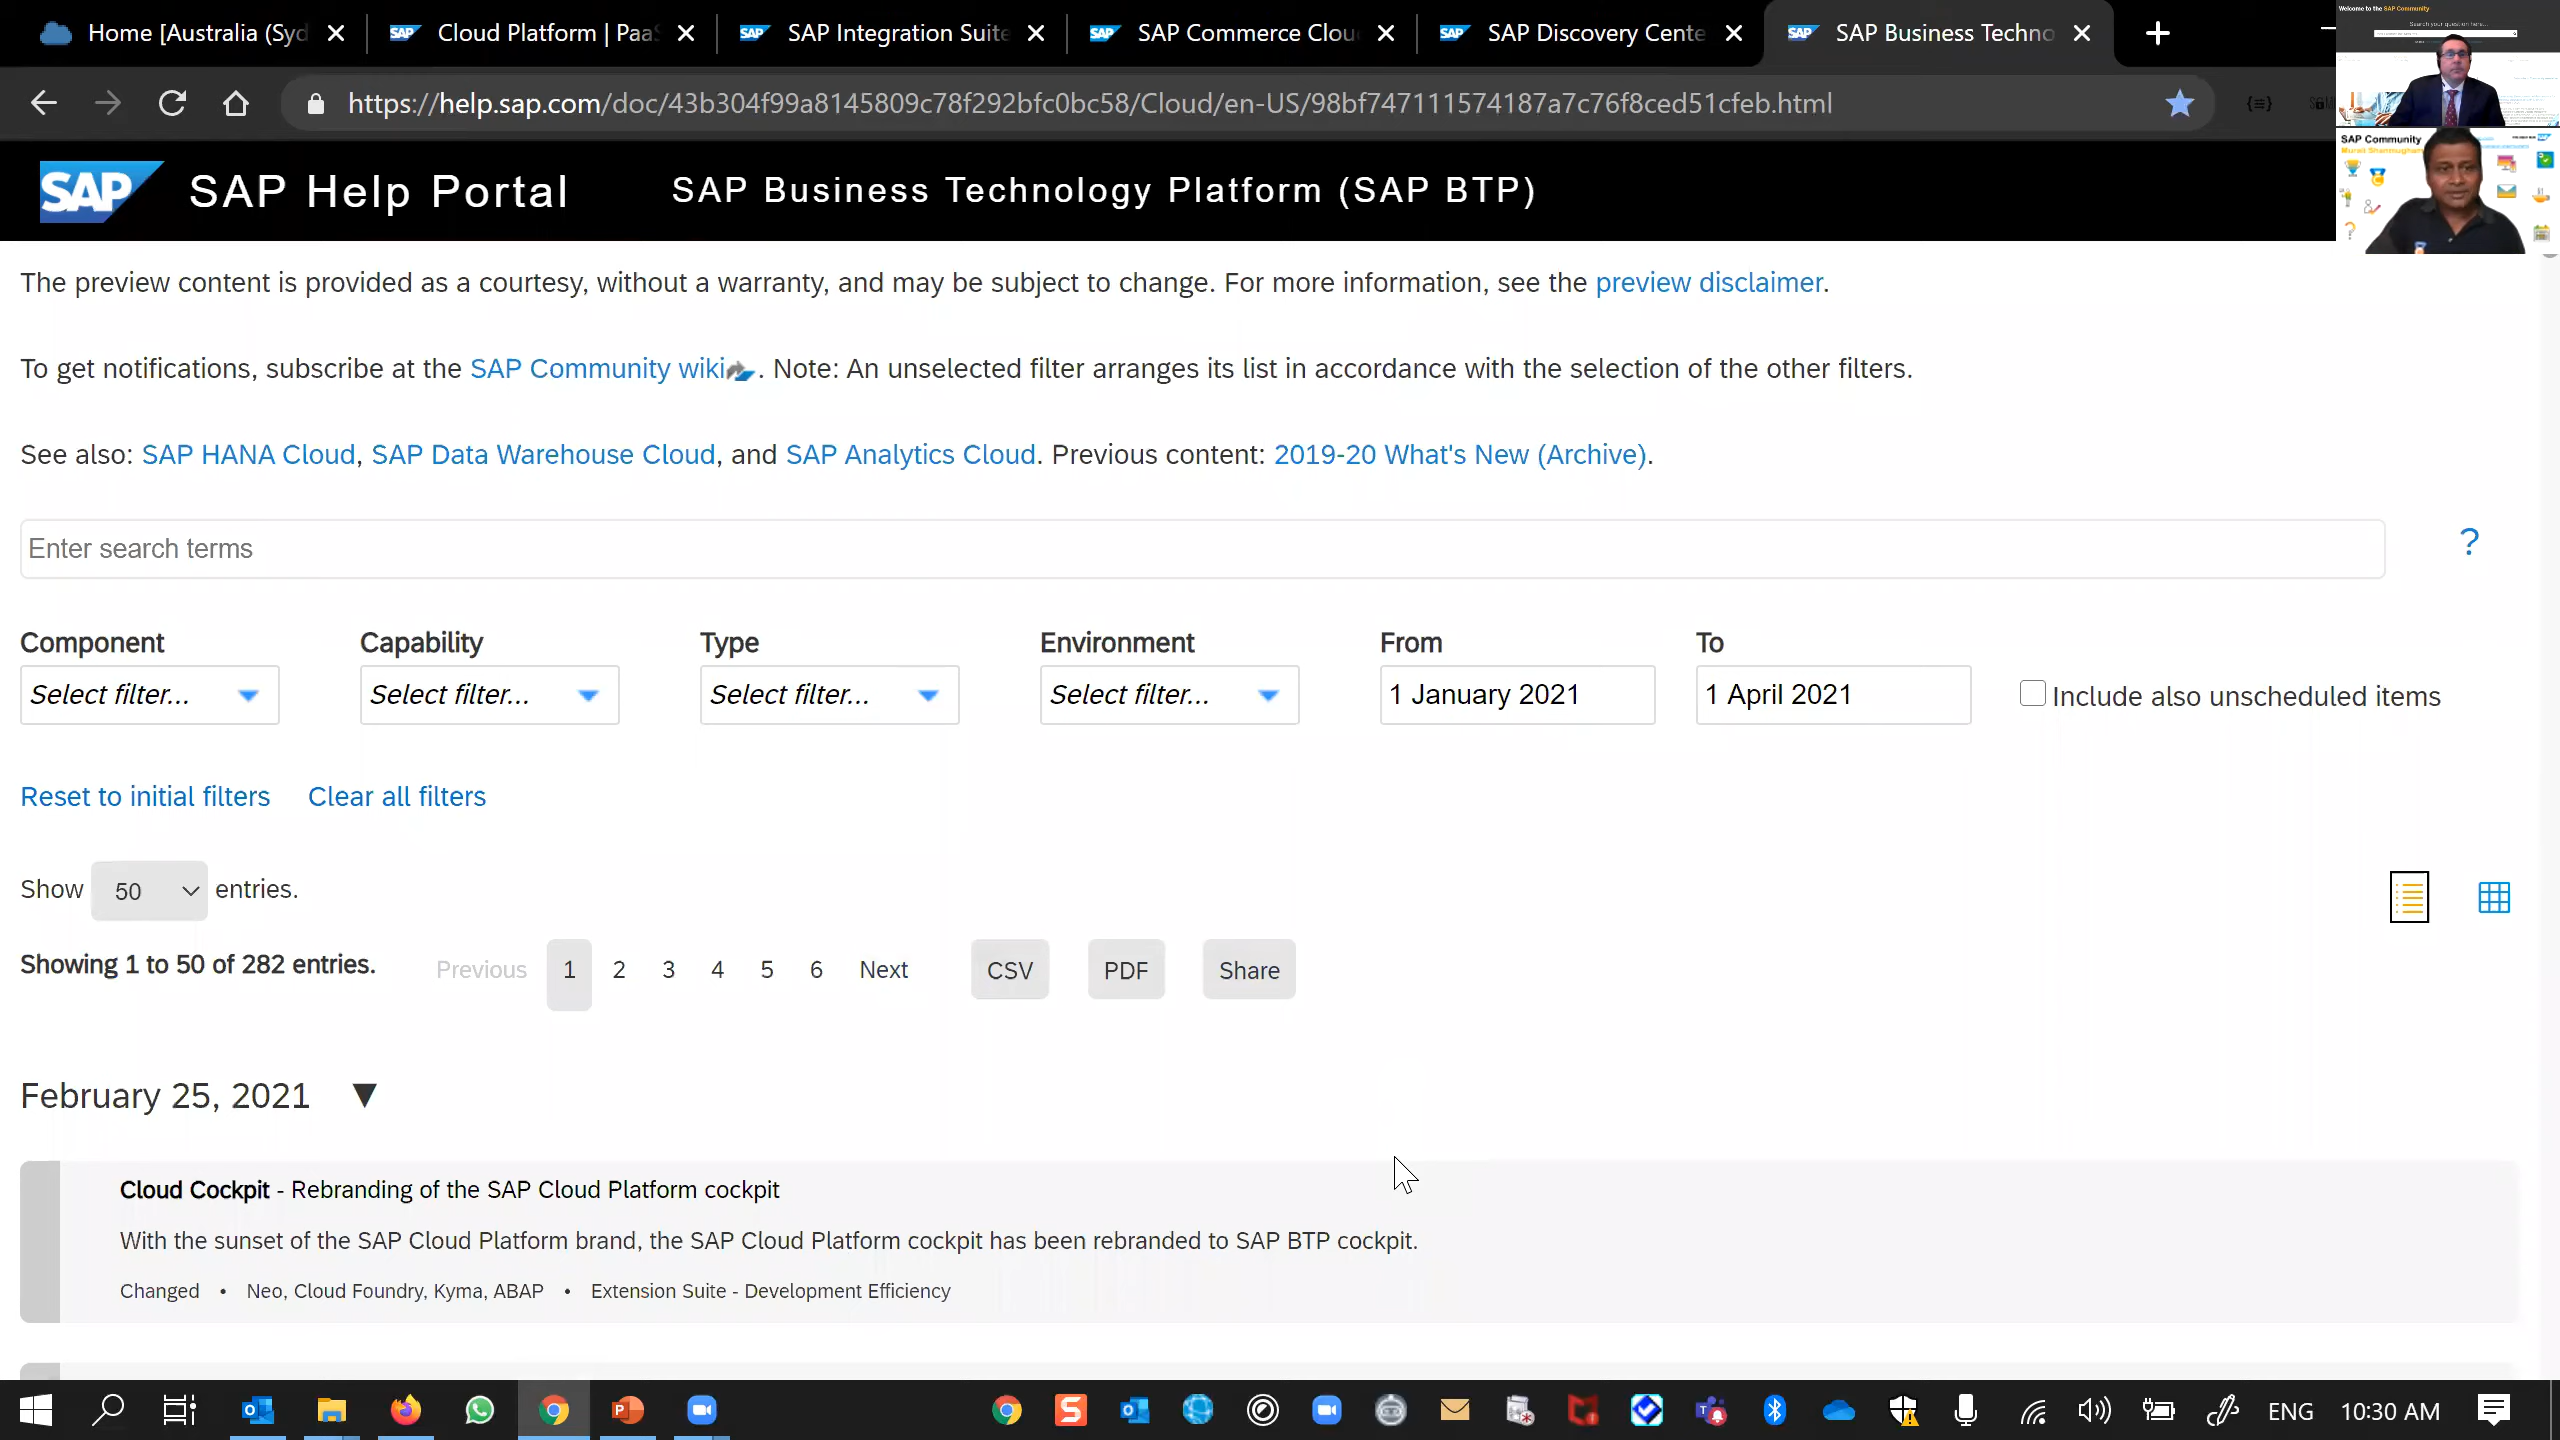 Home [Australia (Syd
Cloud Platform | Paa
SAP Integration Suite
SAP Commerce Clou
SAP Discovery Cente
SAP Business Techno
https://help.sap.com/doc/43b304f99a8145809c78f292bfc0bc58/Cloud/en-US/98bf747111574187a7c76f8ced51cfeb.html
Welcome to the SAP Community
Search your question here...
SAP Community
SAP SAP Help Portal SAP Business Technology Platform (SAP BTP)
The preview content is provided as a courtesy, without a warranty, and may be subject to change. For more information, see the preview disclaimer.
To get notifications, subscribe at the SAP Community wiki. Note: An unselected filter arranges its list in accordance with the selection of the other filters.
See also: SAP HANA Cloud, SAP Data Warehouse Cloud, and SAP Analytics Cloud. Previous content: 2019-20 What's New (Archive).
Enter search terms
?
Component Capability Type Environment From To
Select filter... Select filter... Select filter... Select filter... 1 January 2021 1 April 2021 Include also unscheduled items
Reset to initial filters Clear all filters
Show 50 entries.
Showing 1 to 50 of 282 entries. Previous 1 2 3 4 5 6 Next CSV PDF Share
February 25, 2021 ▼
Cloud Cockpit - Rebranding of the SAP Cloud Platform cockpit
With the sunset of the SAP Cloud Platform brand, the SAP Cloud Platform cockpit has been rebranded to SAP BTP cockpit.
Changed • Neo, Cloud Foundry, Kyma, ABAP • Extension Suite - Development Efficiency
ENG 10:30 AM